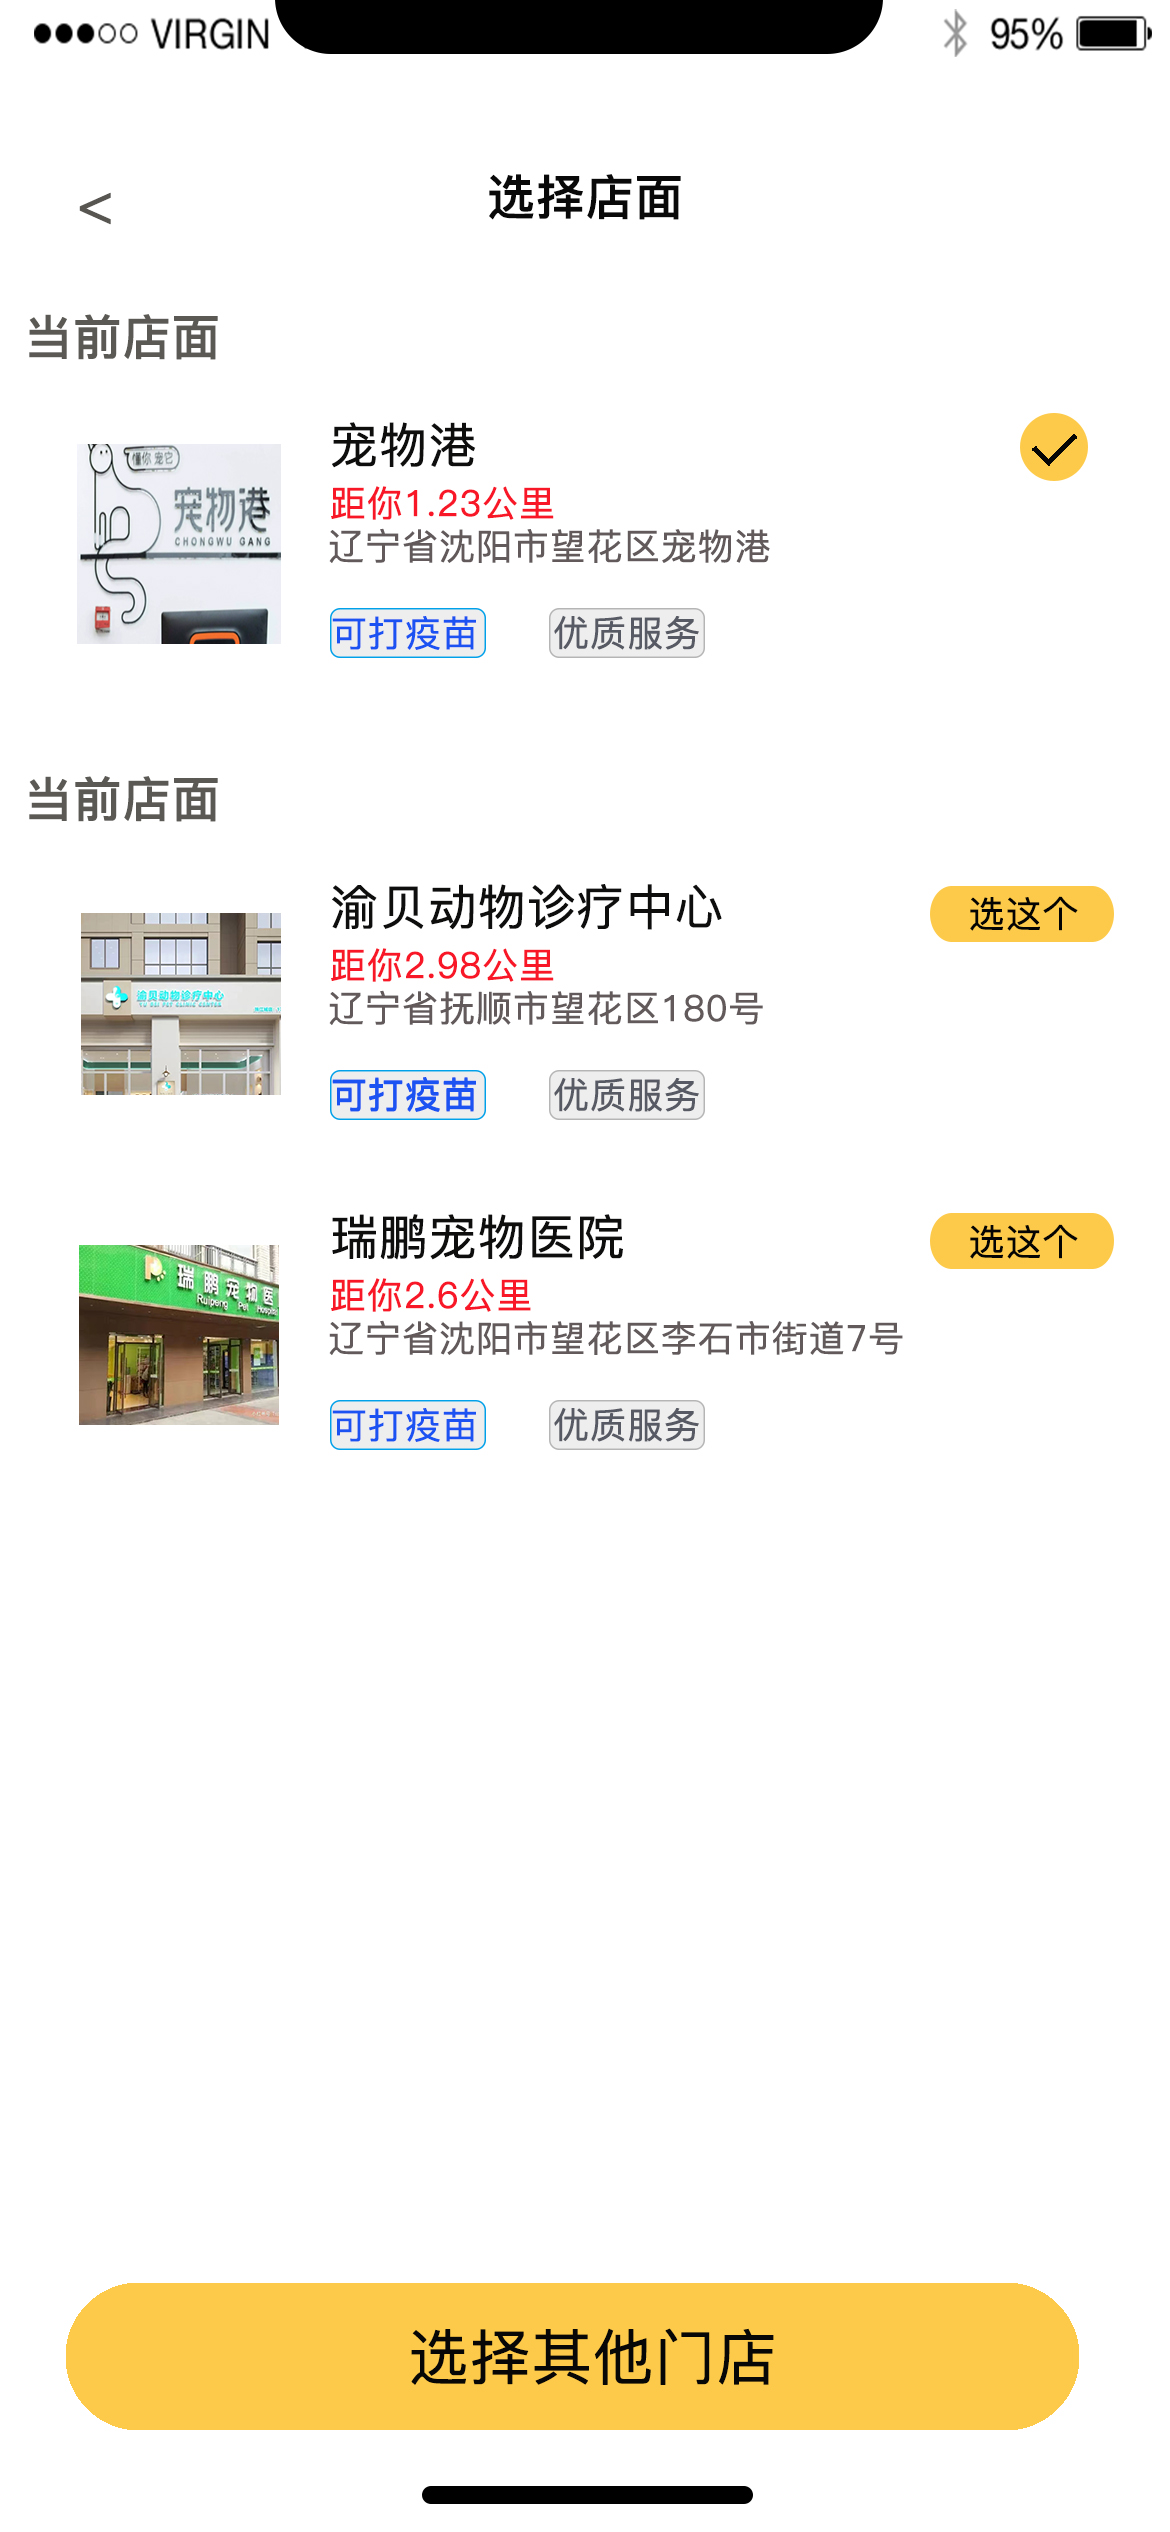 VIRGIN 95%
<
选择店面
当前店面
懂你 宠它
宠物港
CHONGWU GANG
宠物港
距你1.23公里
辽宁省沈阳市望花区宠物港
可打疫苗 优质服务
当前店面
渝贝动物诊疗中心
YU BEI PET CLINIC CENTER
渝贝动物诊疗中心
选这个
距你2.98公里
辽宁省抚顺市望花区180号
可打疫苗 优质服务
瑞鹏宠物医
Ruipeng Pet Hospital
瑞鹏宠物医院
选这个
距你2.6公里
辽宁省沈阳市望花区李石市街道7号
可打疫苗 优质服务
选择其他门店